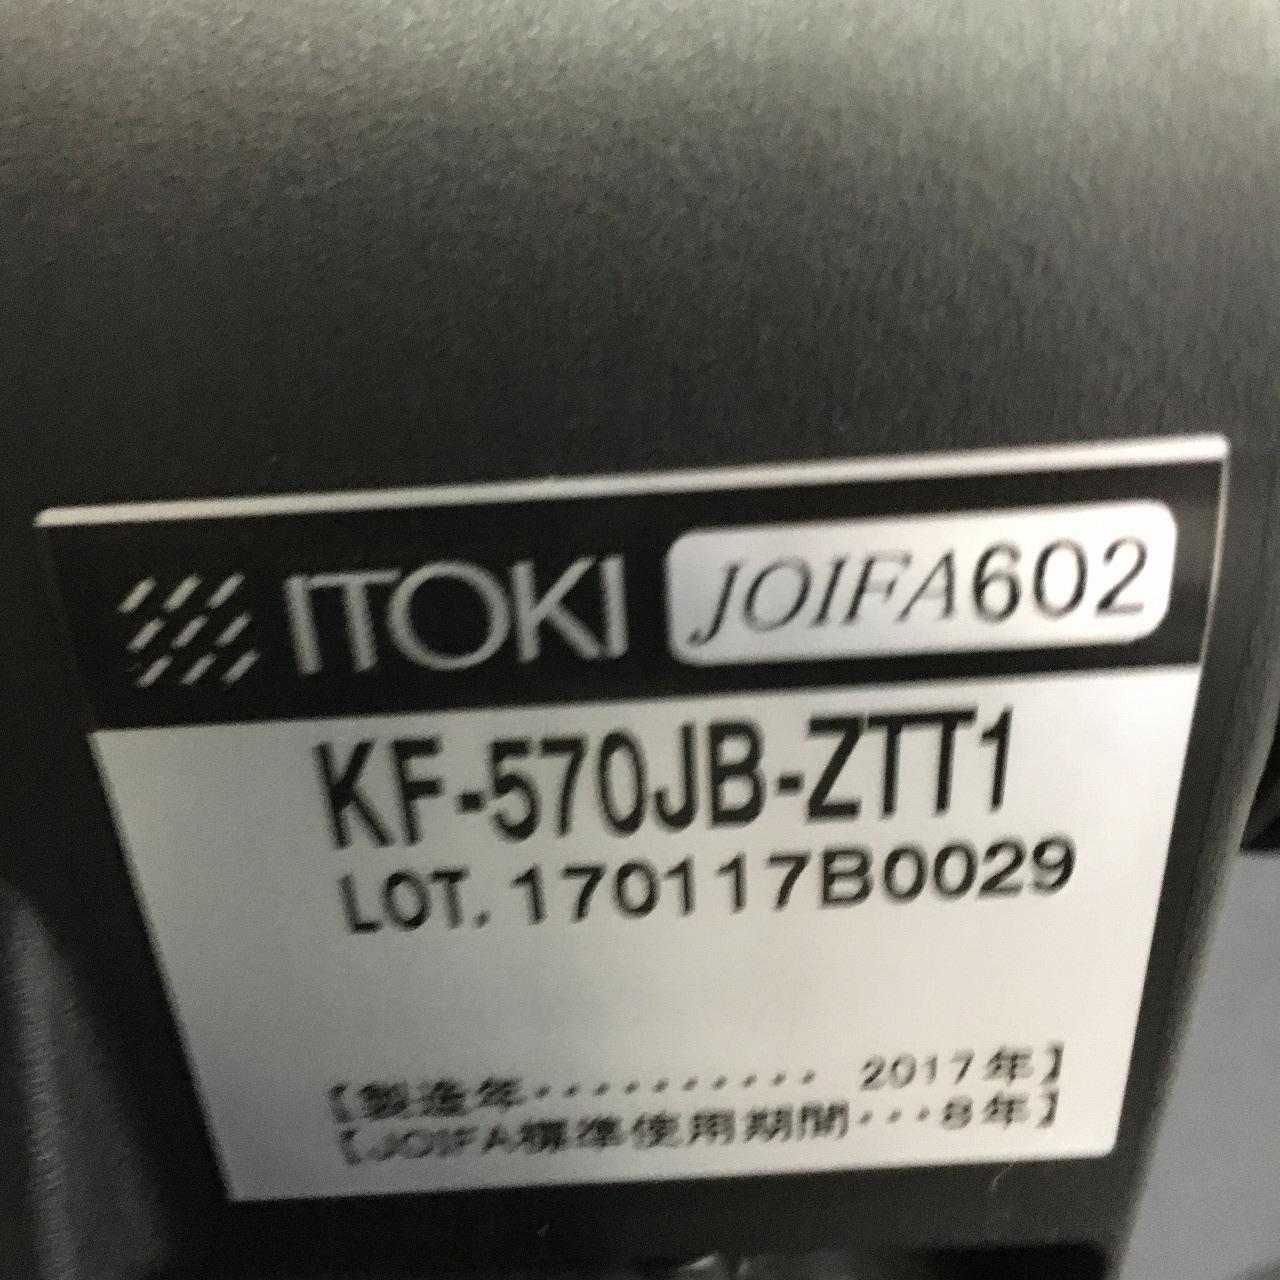 ITOKI JOIFA602
KF-570JB-ZTT1
LOT. 170117B0029
【製造年・・・・・・・・・・ 2017年】
【JOIFA標準使用期間・・・8年】